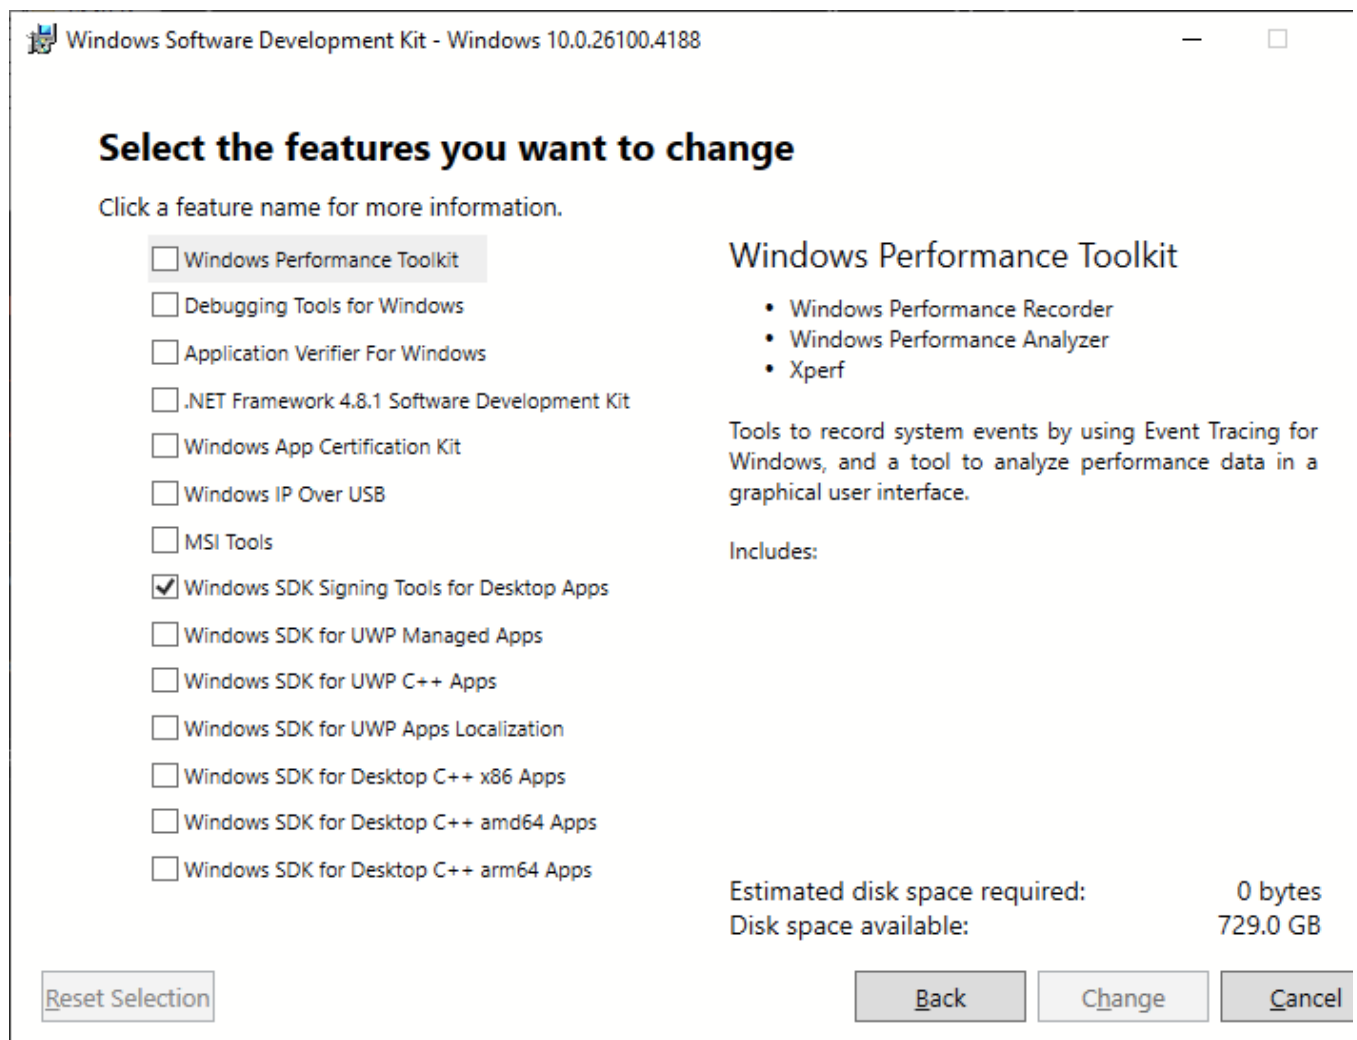 Windows Software Development Kit - Windows 10.0.26100.4188
Select the features you want to change
Click a feature name for more information.
Windows Performance Toolkit
Debugging Tools for Windows
Application Verifier For Windows
.NET Framework 4.8.1 Software Development Kit
Windows App Certification Kit
Windows IP Over USB
MSI Tools
Windows SDK Signing Tools for Desktop Apps
Windows SDK for UWP Managed Apps
Windows SDK for UWP C++ Apps
Windows SDK for UWP Apps Localization
Windows SDK for Desktop C++ x86 Apps
Windows SDK for Desktop C++ amd64 Apps
Windows SDK for Desktop C++ arm64 Apps
Windows Performance Toolkit
• Windows Performance Recorder
• Windows Performance Analyzer
• Xperf
Tools to record system events by using Event Tracing for
Windows, and a tool to analyze performance data in a
graphical user interface.
Includes:
Estimated disk space required: 0 bytes
Disk space available: 729.0 GB
Reset Selection
Back
Change
Cancel